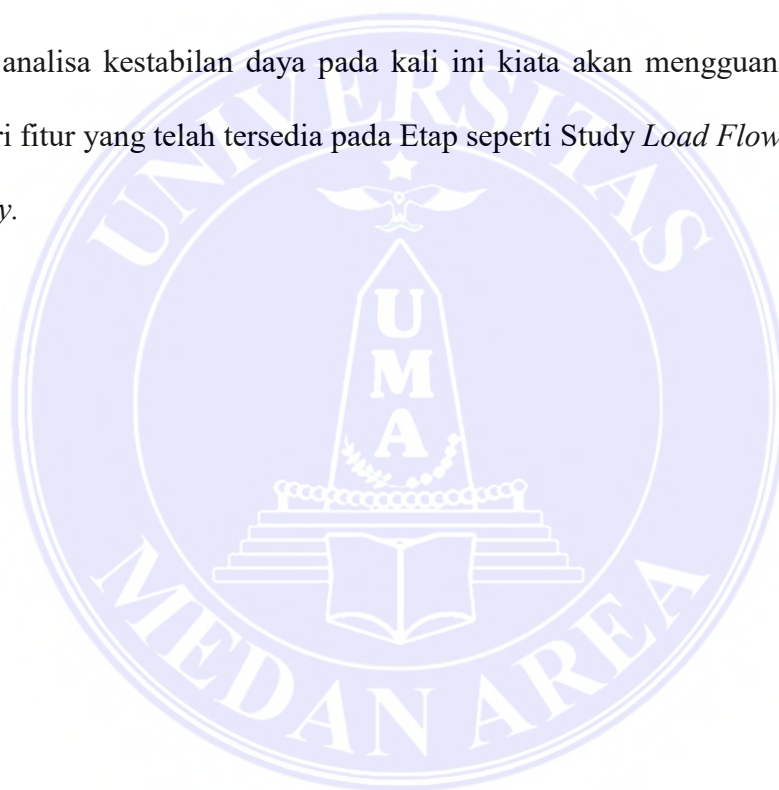 analisa kestabilan daya pada kali ini kiata akan mengguan
ri fitur yang telah tersedia pada Etap seperti Study Load Flow
y.
UNIVERSITAS
UMA
MEDAN AREA